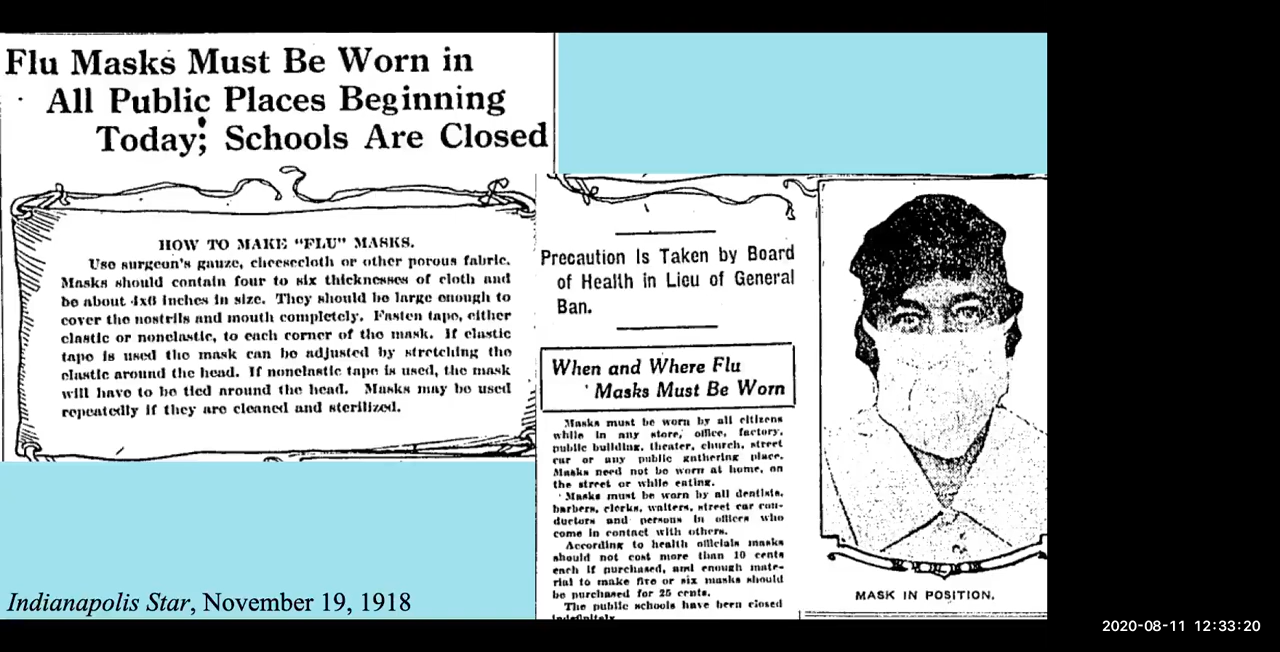 Flu Masks Must Be Worn in
All Public Places Beginning
Today; Schools Are Closed
HOW TO MAKE "FLU" MASKS.
Use surgeon's gauze, cheesecloth or other porous fabric.
Masks should contain four to six thicknesses of cloth and
be about 4x6 inches in size. They should be large enough to
cover the nostrils and mouth completely. Fasten tape, either
elastic or nonelastic, to each corner of the mask. If elastic
tape is used the mask can be adjusted by stretching the
elastic around the head. If nonelastic tape is used, the mask
will have to be tied around the head. Masks may be used
repeatedly if they are cleaned and sterilized.
Precaution Is Taken by Board
of Health in Lieu of General
Ban.
When and Where Flu
Masks Must Be Worn
Masks must be worn by all citizens
while in any store, office, factory,
public building, theater, church, street
car or any public gathering place.
Masks need not be worn at home, on
the street or while eating.
Masks must be worn by all dentists,
barbers, clerks, waiters, street car con-
ductors and persons in offices who
come in contact with others.
According to health officials masks
should not cost more than 10 cents
each if purchased, and enough mate-
rial to make five or six masks should
be purchased for 25 cents.
The public schools have been closed
indefinitely
MASK IN POSITION.
Indianapolis Star, November 19, 1918
2020-08-11 12:33:20